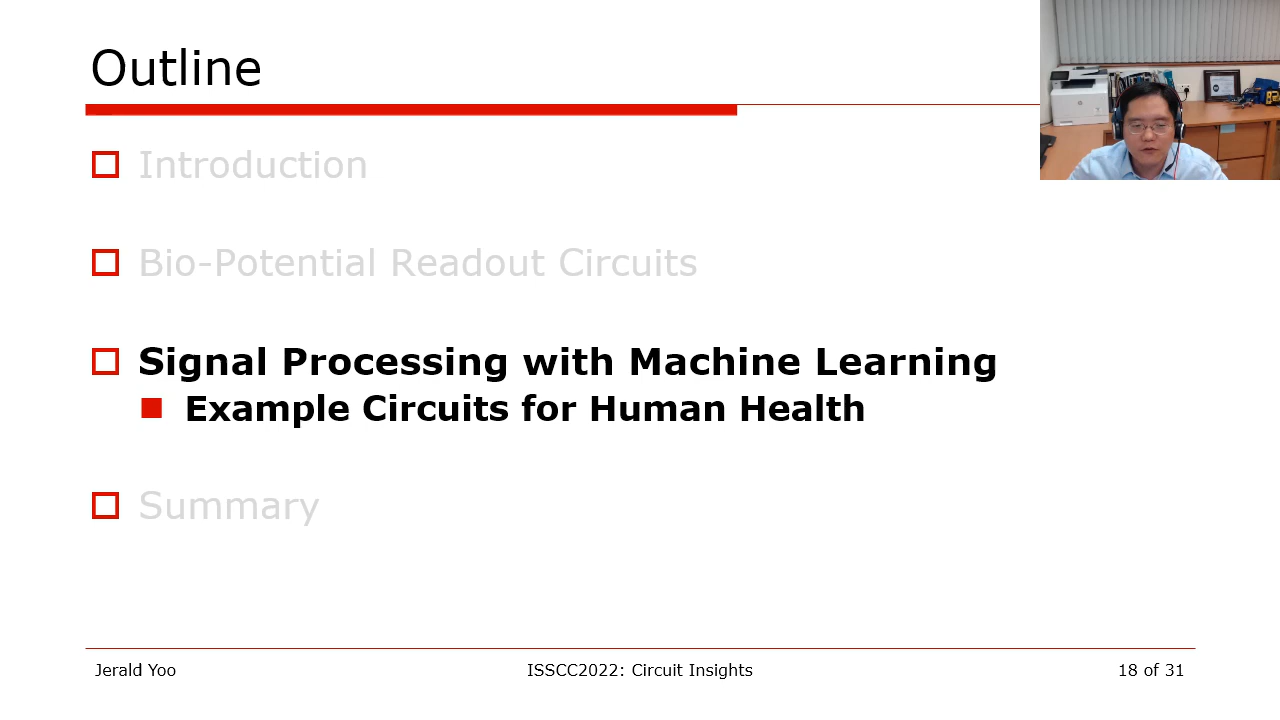 Outline
Introduction
Bio-Potential Readout Circuits
Signal Processing with Machine Learning
Example Circuits for Human Health
Summary
Jerald Yoo
ISSCC2022: Circuit Insights
18 of 31